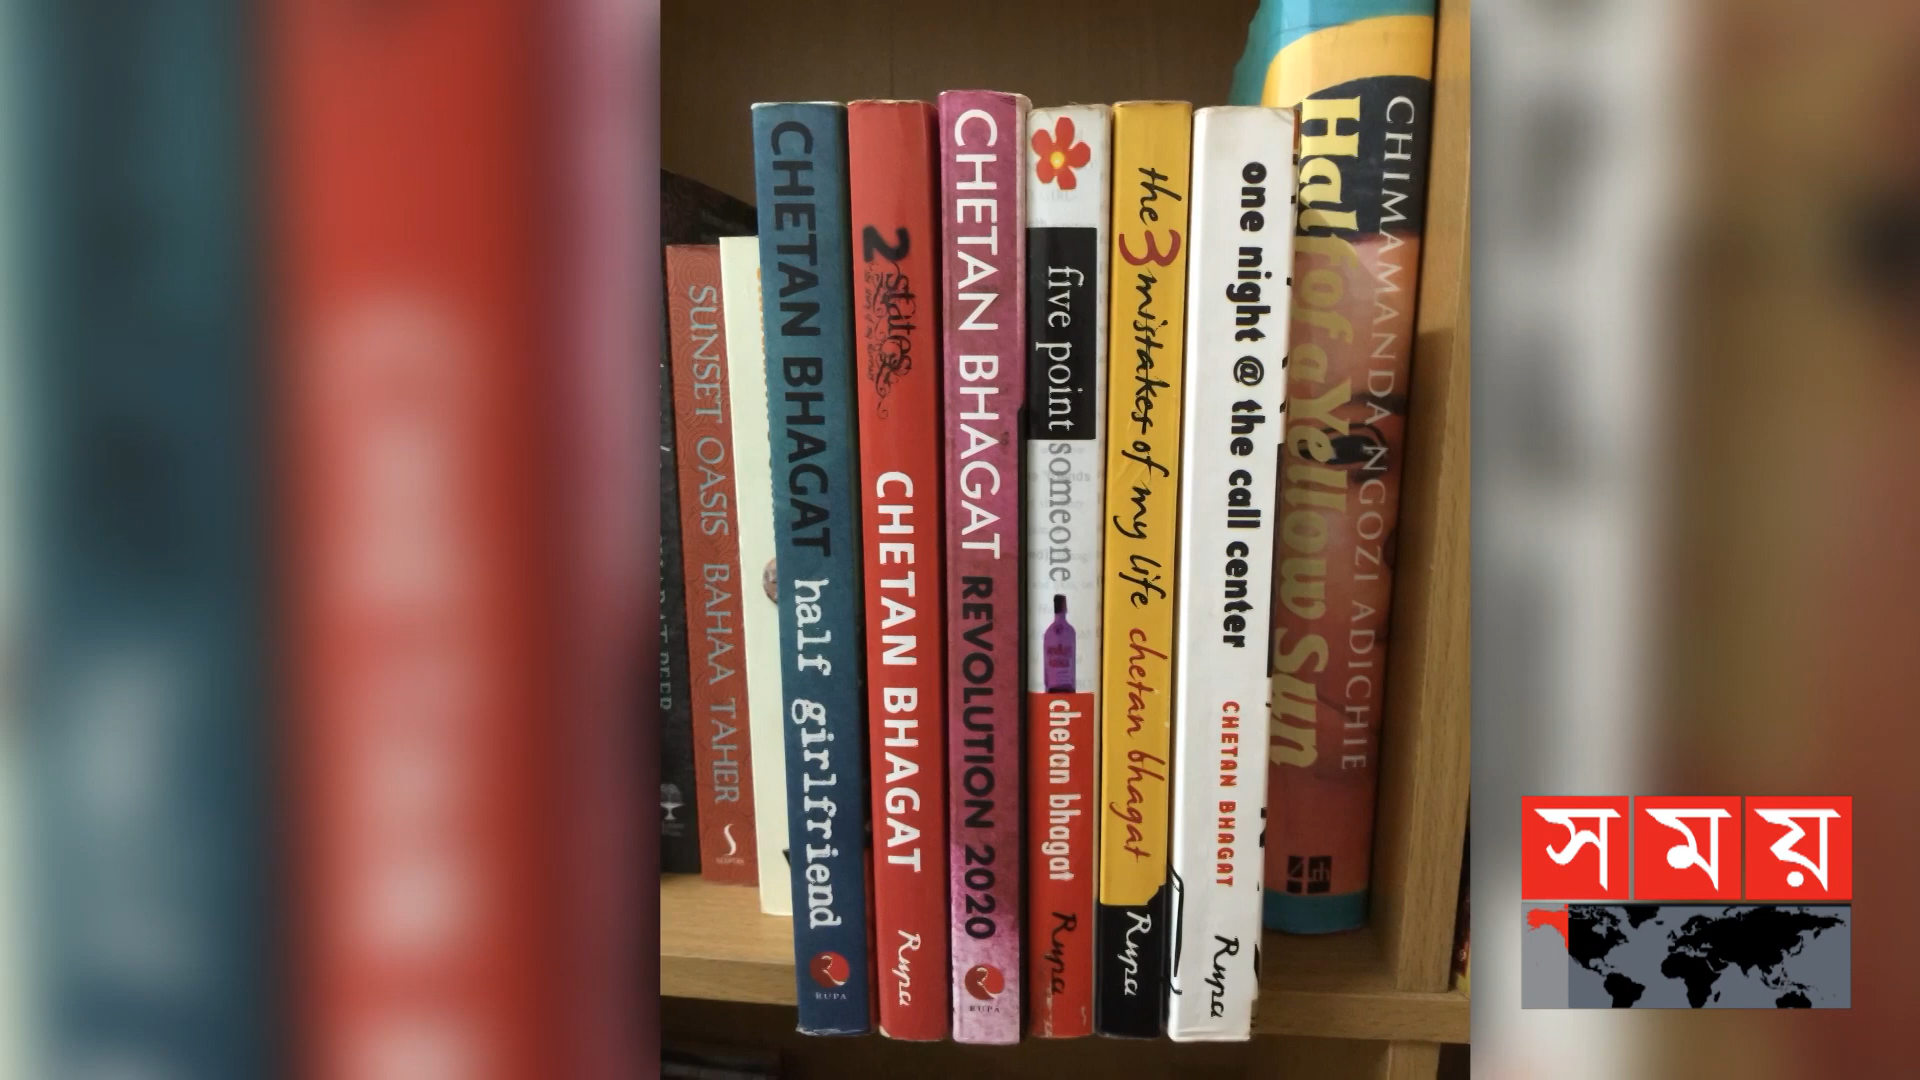 SUNSET OASIS BAHAA TAHER
CHETAN BHAGAT half girlfriend
RUPA
2 states
CHETAN BHAGAT
Rupa
CHETAN BHAGAT REVOLUTION 2020
RUPA
five point someone
chetan bhagat
Rupa
the 3 mistakes of my life chetan bhagat
Rupa
one night @ the call center
CHETAN BHAGAT
Rupa
Half of a Yellow Sun
CHIMAMANDA NGOZI ADICHIE
সময়